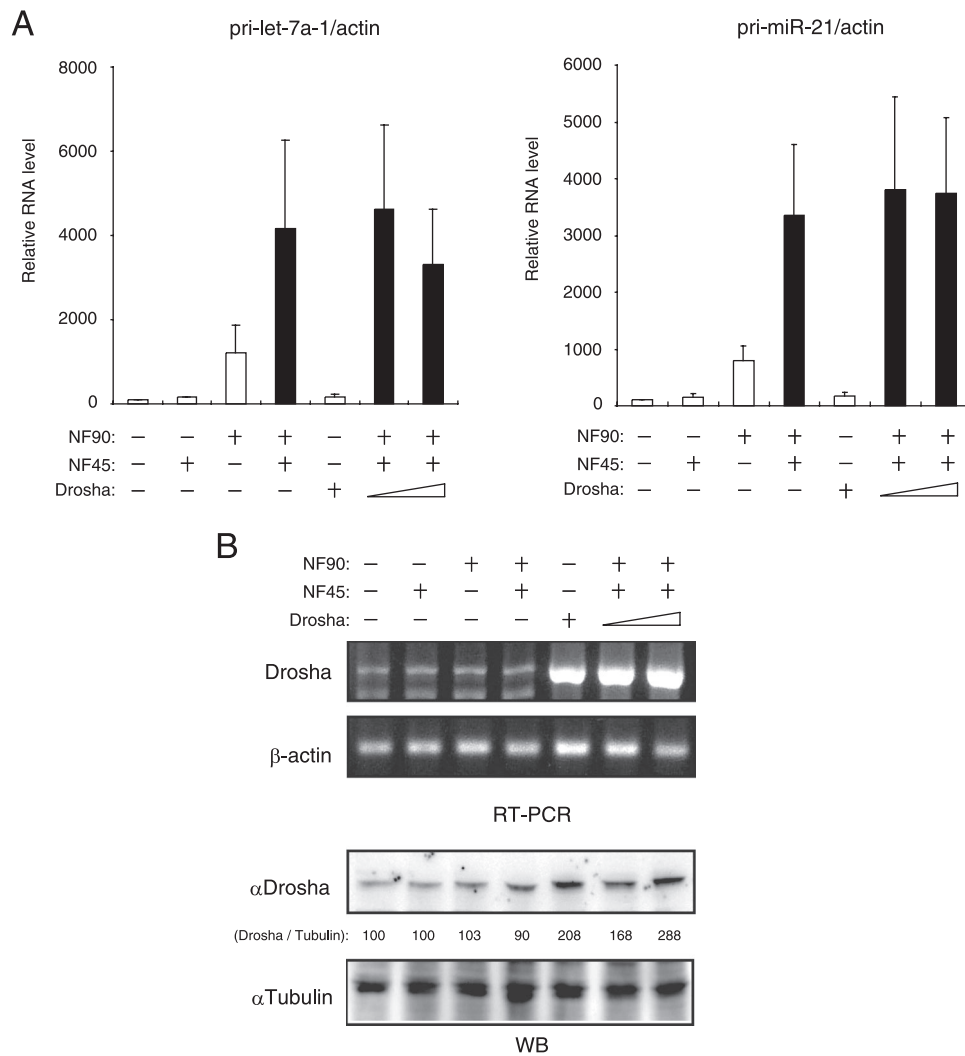 A
pri-let-7a-1/actin
Relative RNA level
8000
6000
4000
2000
0
NF90: – – + + – + +
NF45: – + – + – + +
Drosha: – – – – +
pri-miR-21/actin
Relative RNA level
6000
5000
4000
3000
2000
1000
0
NF90: – – + + – + +
NF45: – + – + – + +
Drosha: – – – – +
B
NF90: – – + + – + +
NF45: – + – + – + +
Drosha: – – – – +
Drosha
β-actin
RT-PCR
αDrosha
(Drosha / Tubulin): 100 100 103 90 208 168 288
αTubulin
WB